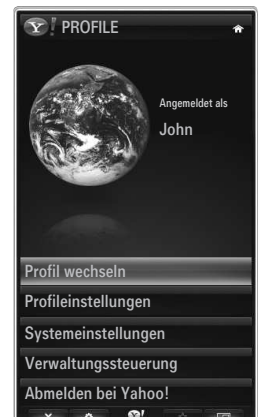 Y! PROFILE
Angemeldet als
John
Profil wechseln
Profileinstellungen
Systemeinstellungen
Verwaltungssteuerung
Abmelden bei Yahoo!
Y!